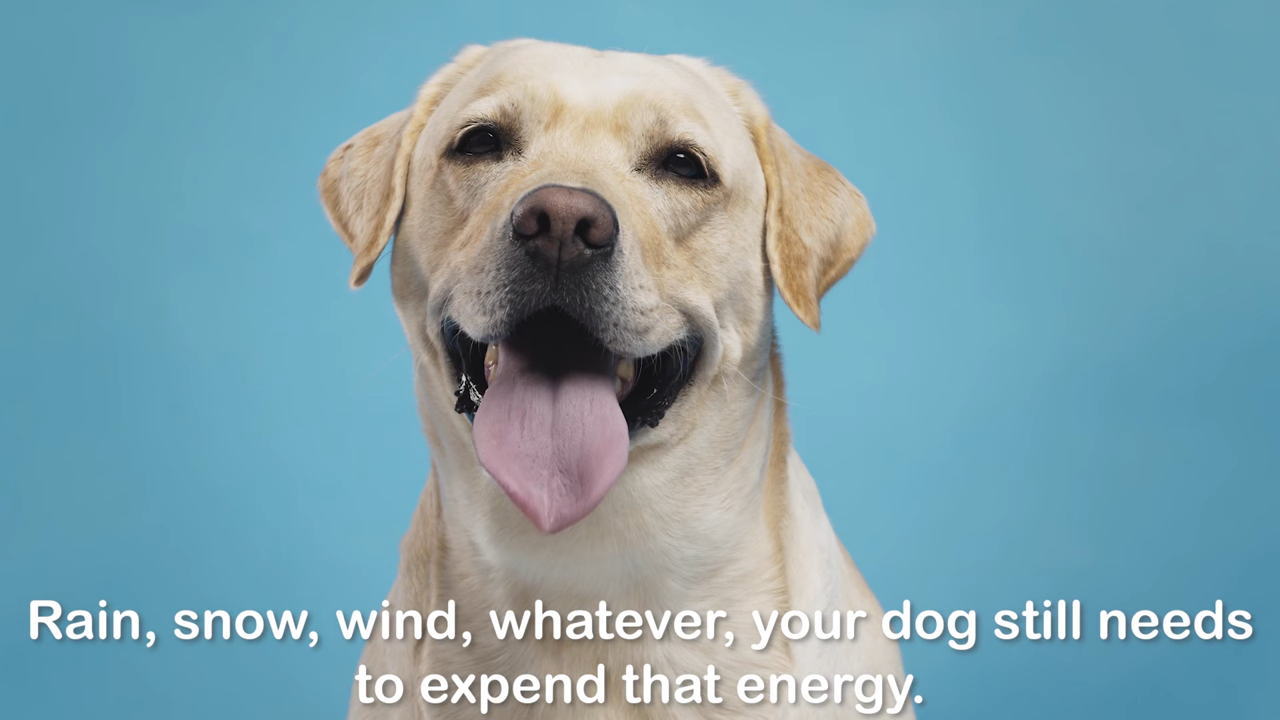 Rain, snow, wind, whatever, your dog still needs
to expend that energy.